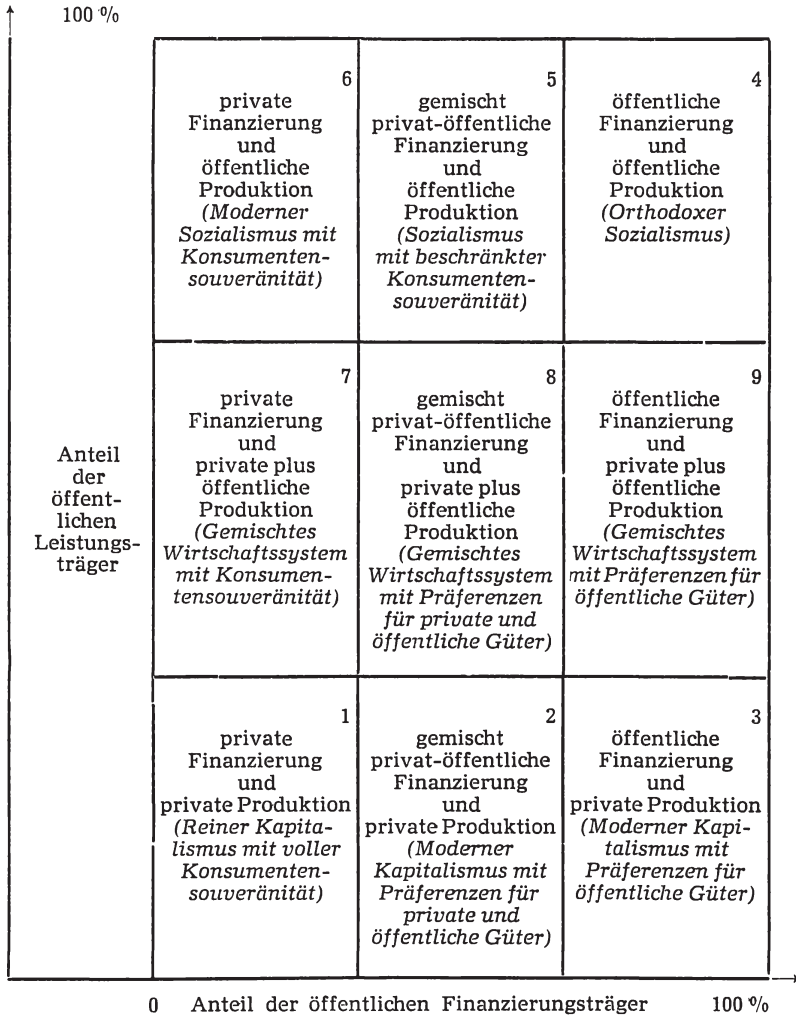 100 %
6
private
Finanzierung
und
öffentliche
Produktion
(Moderner
Sozialismus mit
Konsumenten-
souveränität)
5
gemischt
privat-öffentliche
Finanzierung
und
öffentliche
Produktion
(Sozialismus
mit beschränkter
Konsumenten-
souveränität)
4
öffentliche
Finanzierung
und
öffentliche
Produktion
(Orthodoxer
Sozialismus)
Anteil
der
öffent-
lichen
Leistungs-
träger
7
private
Finanzierung
und
private plus
öffentliche
Produktion
(Gemischtes
Wirtschaftssystem
mit Konsumen-
tensouveränität)
8
gemischt
privat-öffentliche
Finanzierung
und
private plus
öffentliche
Produktion
(Gemischtes
Wirtschaftssystem
mit Präferenzen
für private und
öffentliche Güter)
9
öffentliche
Finanzierung
und
private plus
öffentliche
Produktion
(Gemischtes
Wirtschaftssystem
mit Präferenzen für
öffentliche Güter)
1
private
Finanzierung
und
private Produktion
(Reiner Kapita-
lismus mit voller
Konsumenten-
souveränität)
2
gemischt
privat-öffentliche
Finanzierung
und
private Produktion
(Moderner
Kapitalismus mit
Präferenzen für
private und
öffentliche Güter)
3
öffentliche
Finanzierung
und
private Produktion
(Moderner Kapi-
talismus mit
Präferenzen für
öffentliche Güter)
0 Anteil der öffentlichen Finanzierungsträger 100 %